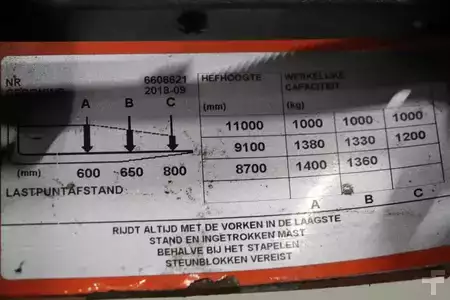 NR 6608621 HEFHOOGTE WERKELIJKE
2018-09 CAPACITEIT
A B C (mm) (kg)
11000 1000 1000 1000
9100 1380 1330 1200
8700 1400 1360
(mm) 600 650 800
LASTPUNTAFSTAND A B C
RIJDT ALTIJD MET DE VORKEN IN DE LAAGSTE
STAND EN INGETROKKEN MAST
BEHALVE BIJ HET STAPELEN
STEUNBLOKKEN VEREIST